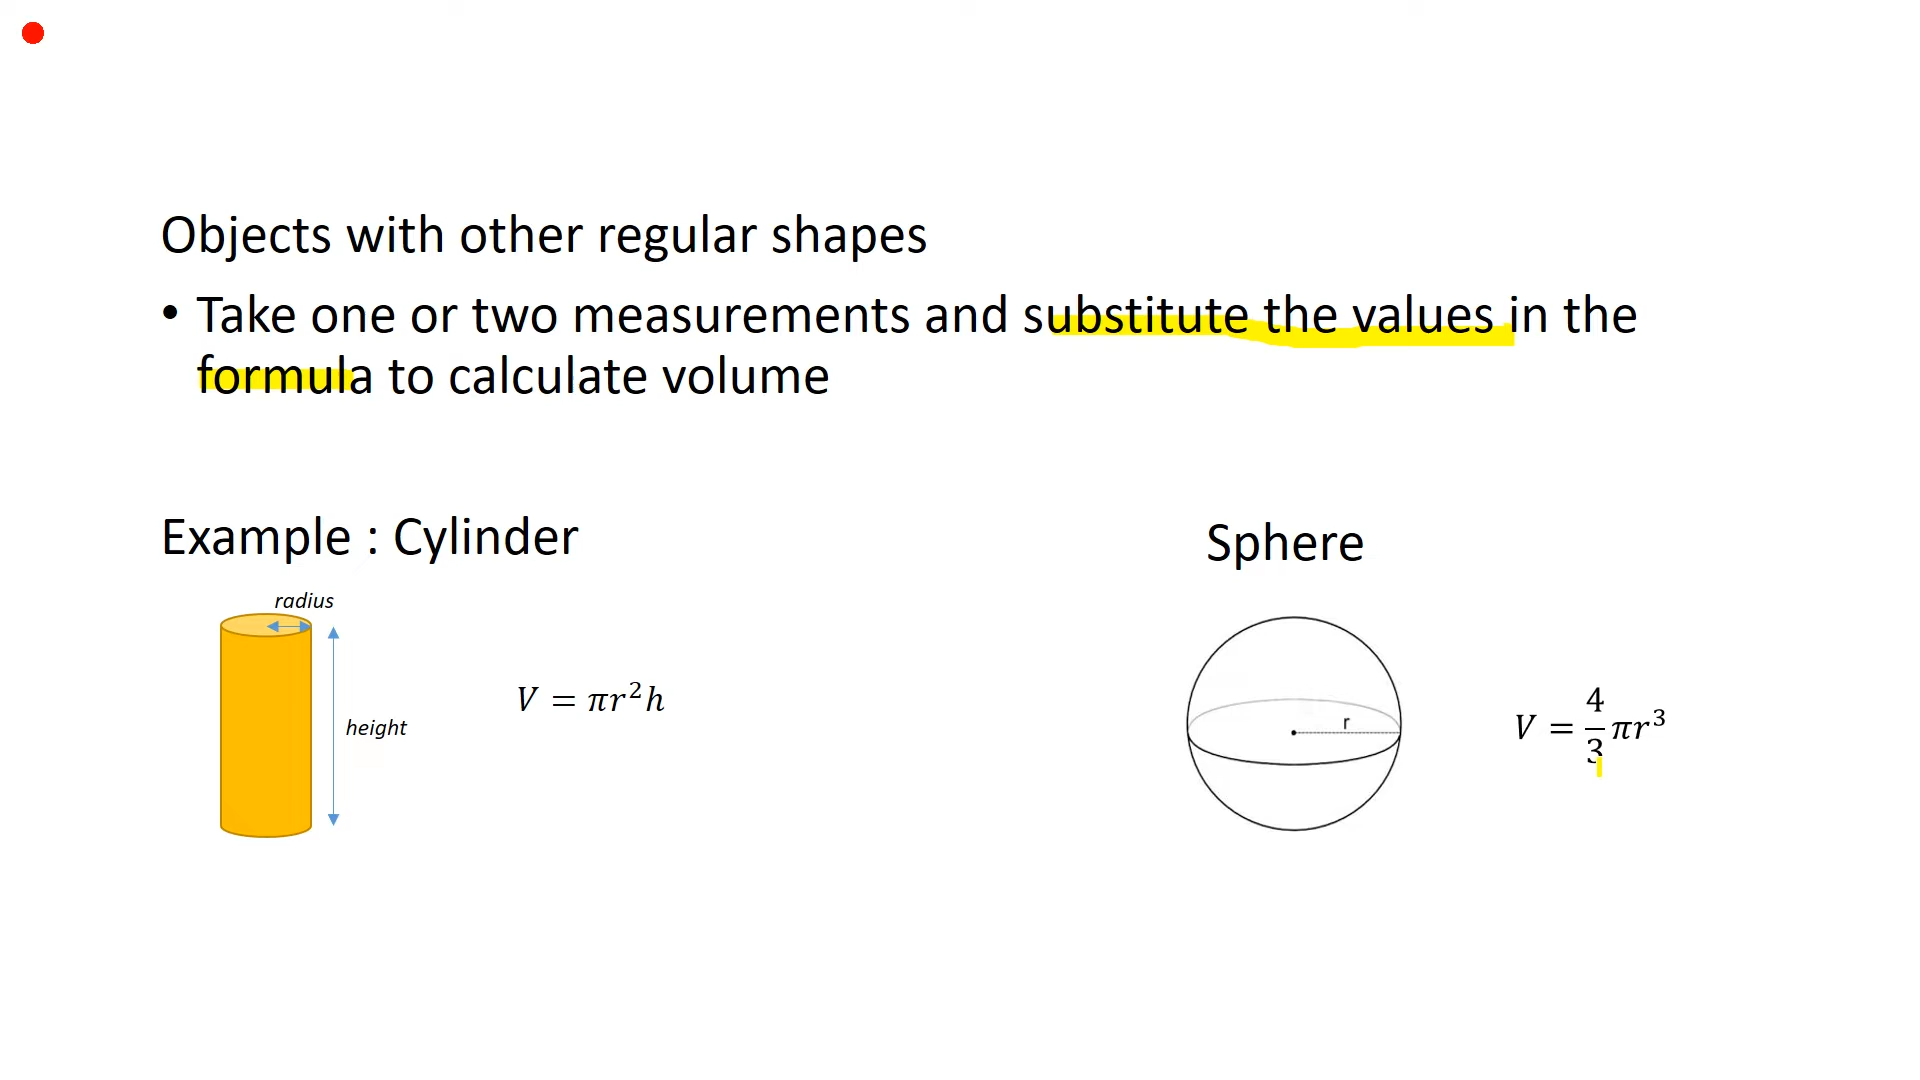 Objects with other regular shapes
• Take one or two measurements and substitute the values in the
formula to calculate volume
Example : Cylinder
Sphere
radius
height
V = πr²h
r
V = 4/3 πr³